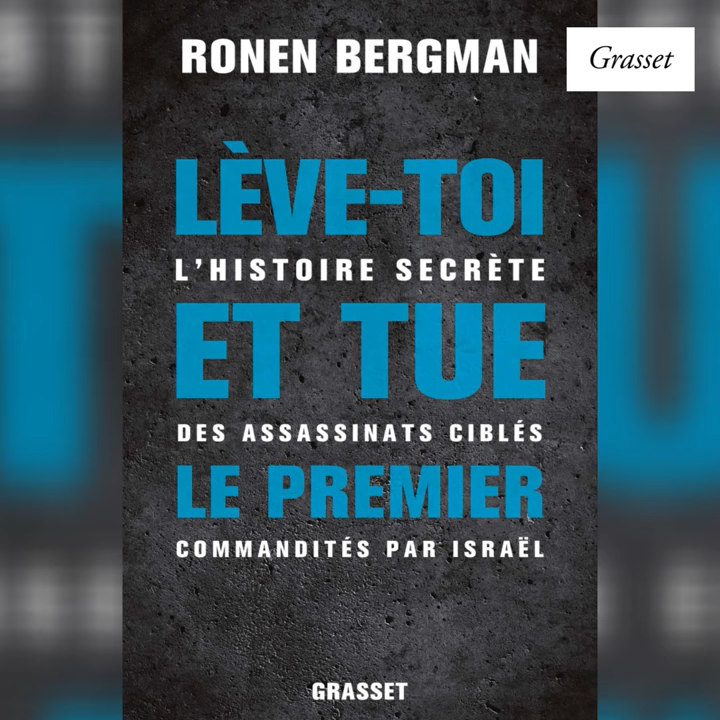 RONEN BERGMAN
Grasset
LÈVE-TOI
L'HISTOIRE SECRÈTE
ET TUE
DES ASSASSINATS CIBLÉS
LE PREMIER
COMMANDITÉS PAR ISRAËL
GRASSET